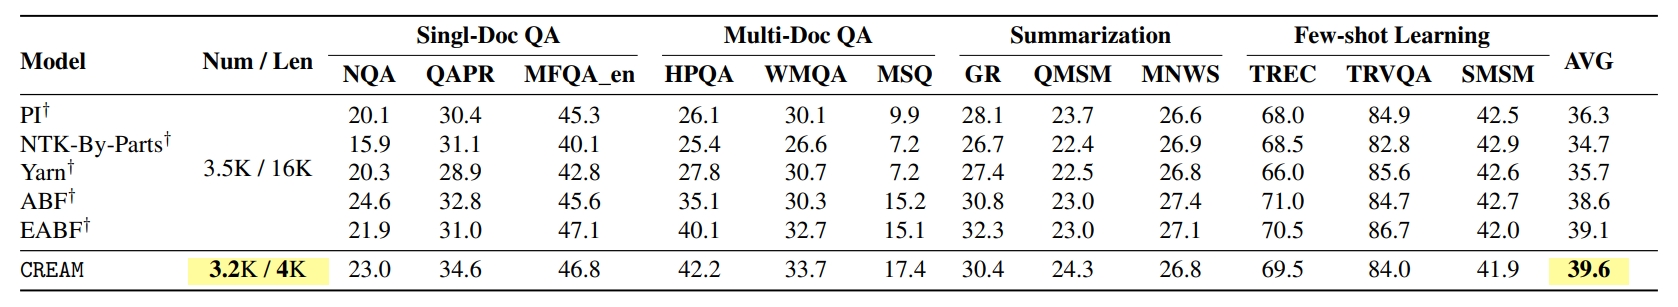 Model Num / Len Singl-Doc QA Multi-Doc QA Summarization Few-shot Learning AVG
NQA QAPR MFQA_en HPQA WMQA MSQ GR QMSM MNWS TREC TRVQA SMSM
PI† 20.1 30.4 45.3 26.1 30.1 9.9 28.1 23.7 26.6 68.0 84.9 42.5 36.3
NTK-By-Parts† 15.9 31.1 40.1 25.4 26.6 7.2 26.7 22.4 26.9 68.5 82.8 42.9 34.7
Yarn† 3.5K / 16K 20.3 28.9 42.8 27.8 30.7 7.2 27.4 22.5 26.8 66.0 85.6 42.6 35.7
ABF† 24.6 32.8 45.6 35.1 30.3 15.2 30.8 23.0 27.4 71.0 84.7 42.7 38.6
EABF† 21.9 31.0 47.1 40.1 32.7 15.1 32.3 23.0 27.1 70.5 86.7 42.0 39.1
CREAM 3.2K / 4K 23.0 34.6 46.8 42.2 33.7 17.4 30.4 24.3 26.8 69.5 84.0 41.9 39.6